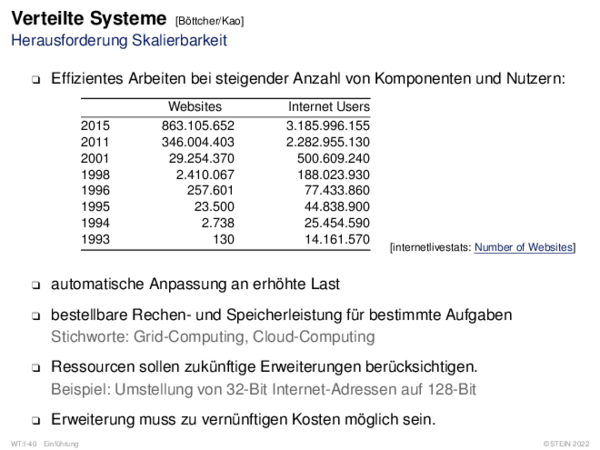 Verteilte Systeme [Böttcher/Kao]
Herausforderung Skalierbarkeit
❑ Effizientes Arbeiten bei steigender Anzahl von Komponenten und Nutzern:
Websites Internet Users
2015 863.105.652 3.185.996.155
2011 346.004.403 2.282.955.130
2001 29.254.370 500.609.240
1998 2.410.067 188.023.930
1996 257.601 77.433.860
1995 23.500 44.838.900
1994 2.738 25.454.590
1993 130 14.161.570
[internetlivestats: Number of Websites]
❑ automatische Anpassung an erhöhte Last
❑ bestellbare Rechen- und Speicherleistung für bestimmte Aufgaben
Stichworte: Grid-Computing, Cloud-Computing
❑ Ressourcen sollen zukünftige Erweiterungen berücksichtigen.
Beispiel: Umstellung von 32-Bit Internet-Adressen auf 128-Bit
❑ Erweiterung muss zu vernünftigen Kosten möglich sein.
WT:I-40 Einführung ©STEIN 2022